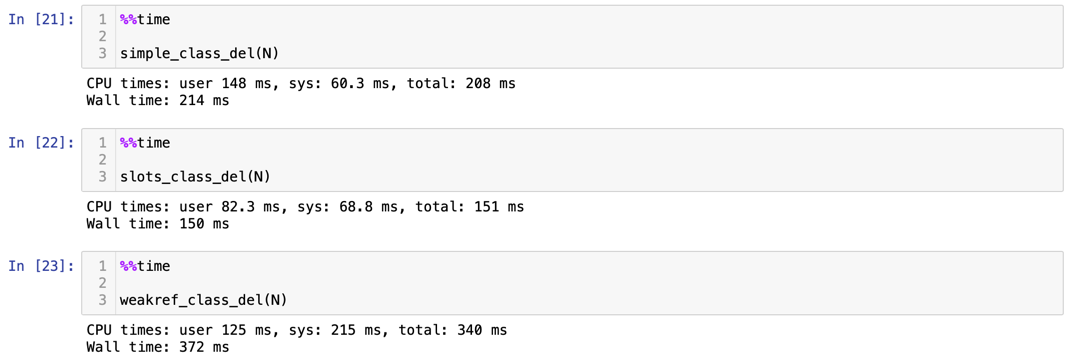 In [21]: 1 %%time
2
3 simple_class_del(N)
CPU times: user 148 ms, sys: 60.3 ms, total: 208 ms
Wall time: 214 ms
In [22]: 1 %%time
2
3 slots_class_del(N)
CPU times: user 82.3 ms, sys: 68.8 ms, total: 151 ms
Wall time: 150 ms
In [23]: 1 %%time
2
3 weakref_class_del(N)
CPU times: user 125 ms, sys: 215 ms, total: 340 ms
Wall time: 372 ms